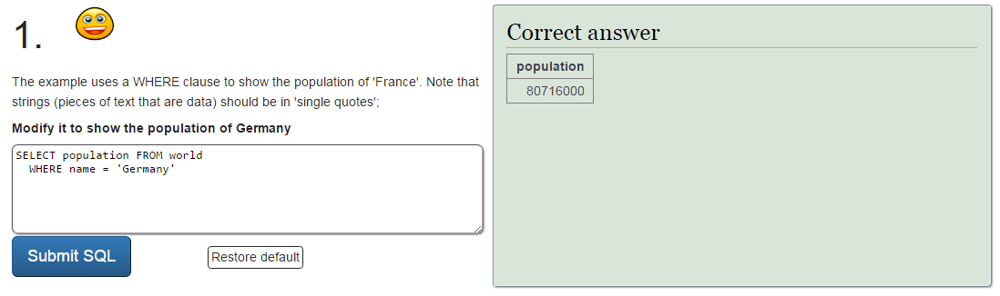 1.
The example uses a WHERE clause to show the population of 'France'. Note that
strings (pieces of text that are data) should be in 'single quotes';
Modify it to show the population of Germany
SELECT population FROM world
WHERE name = 'Germany'
Submit SQL
Restore default
Correct answer
population
80716000